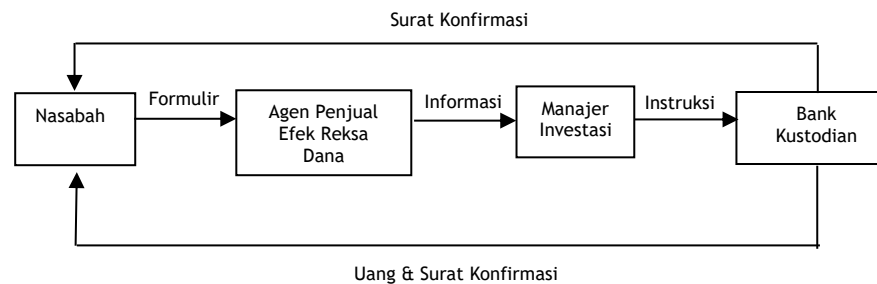 Surat Konfirmasi
Nasabah
Formulir
Agen Penjual
Efek Reksa
Dana
Informasi
Manajer
Investasi
Instruksi
Bank
Kustodian
Uang & Surat Konfirmasi